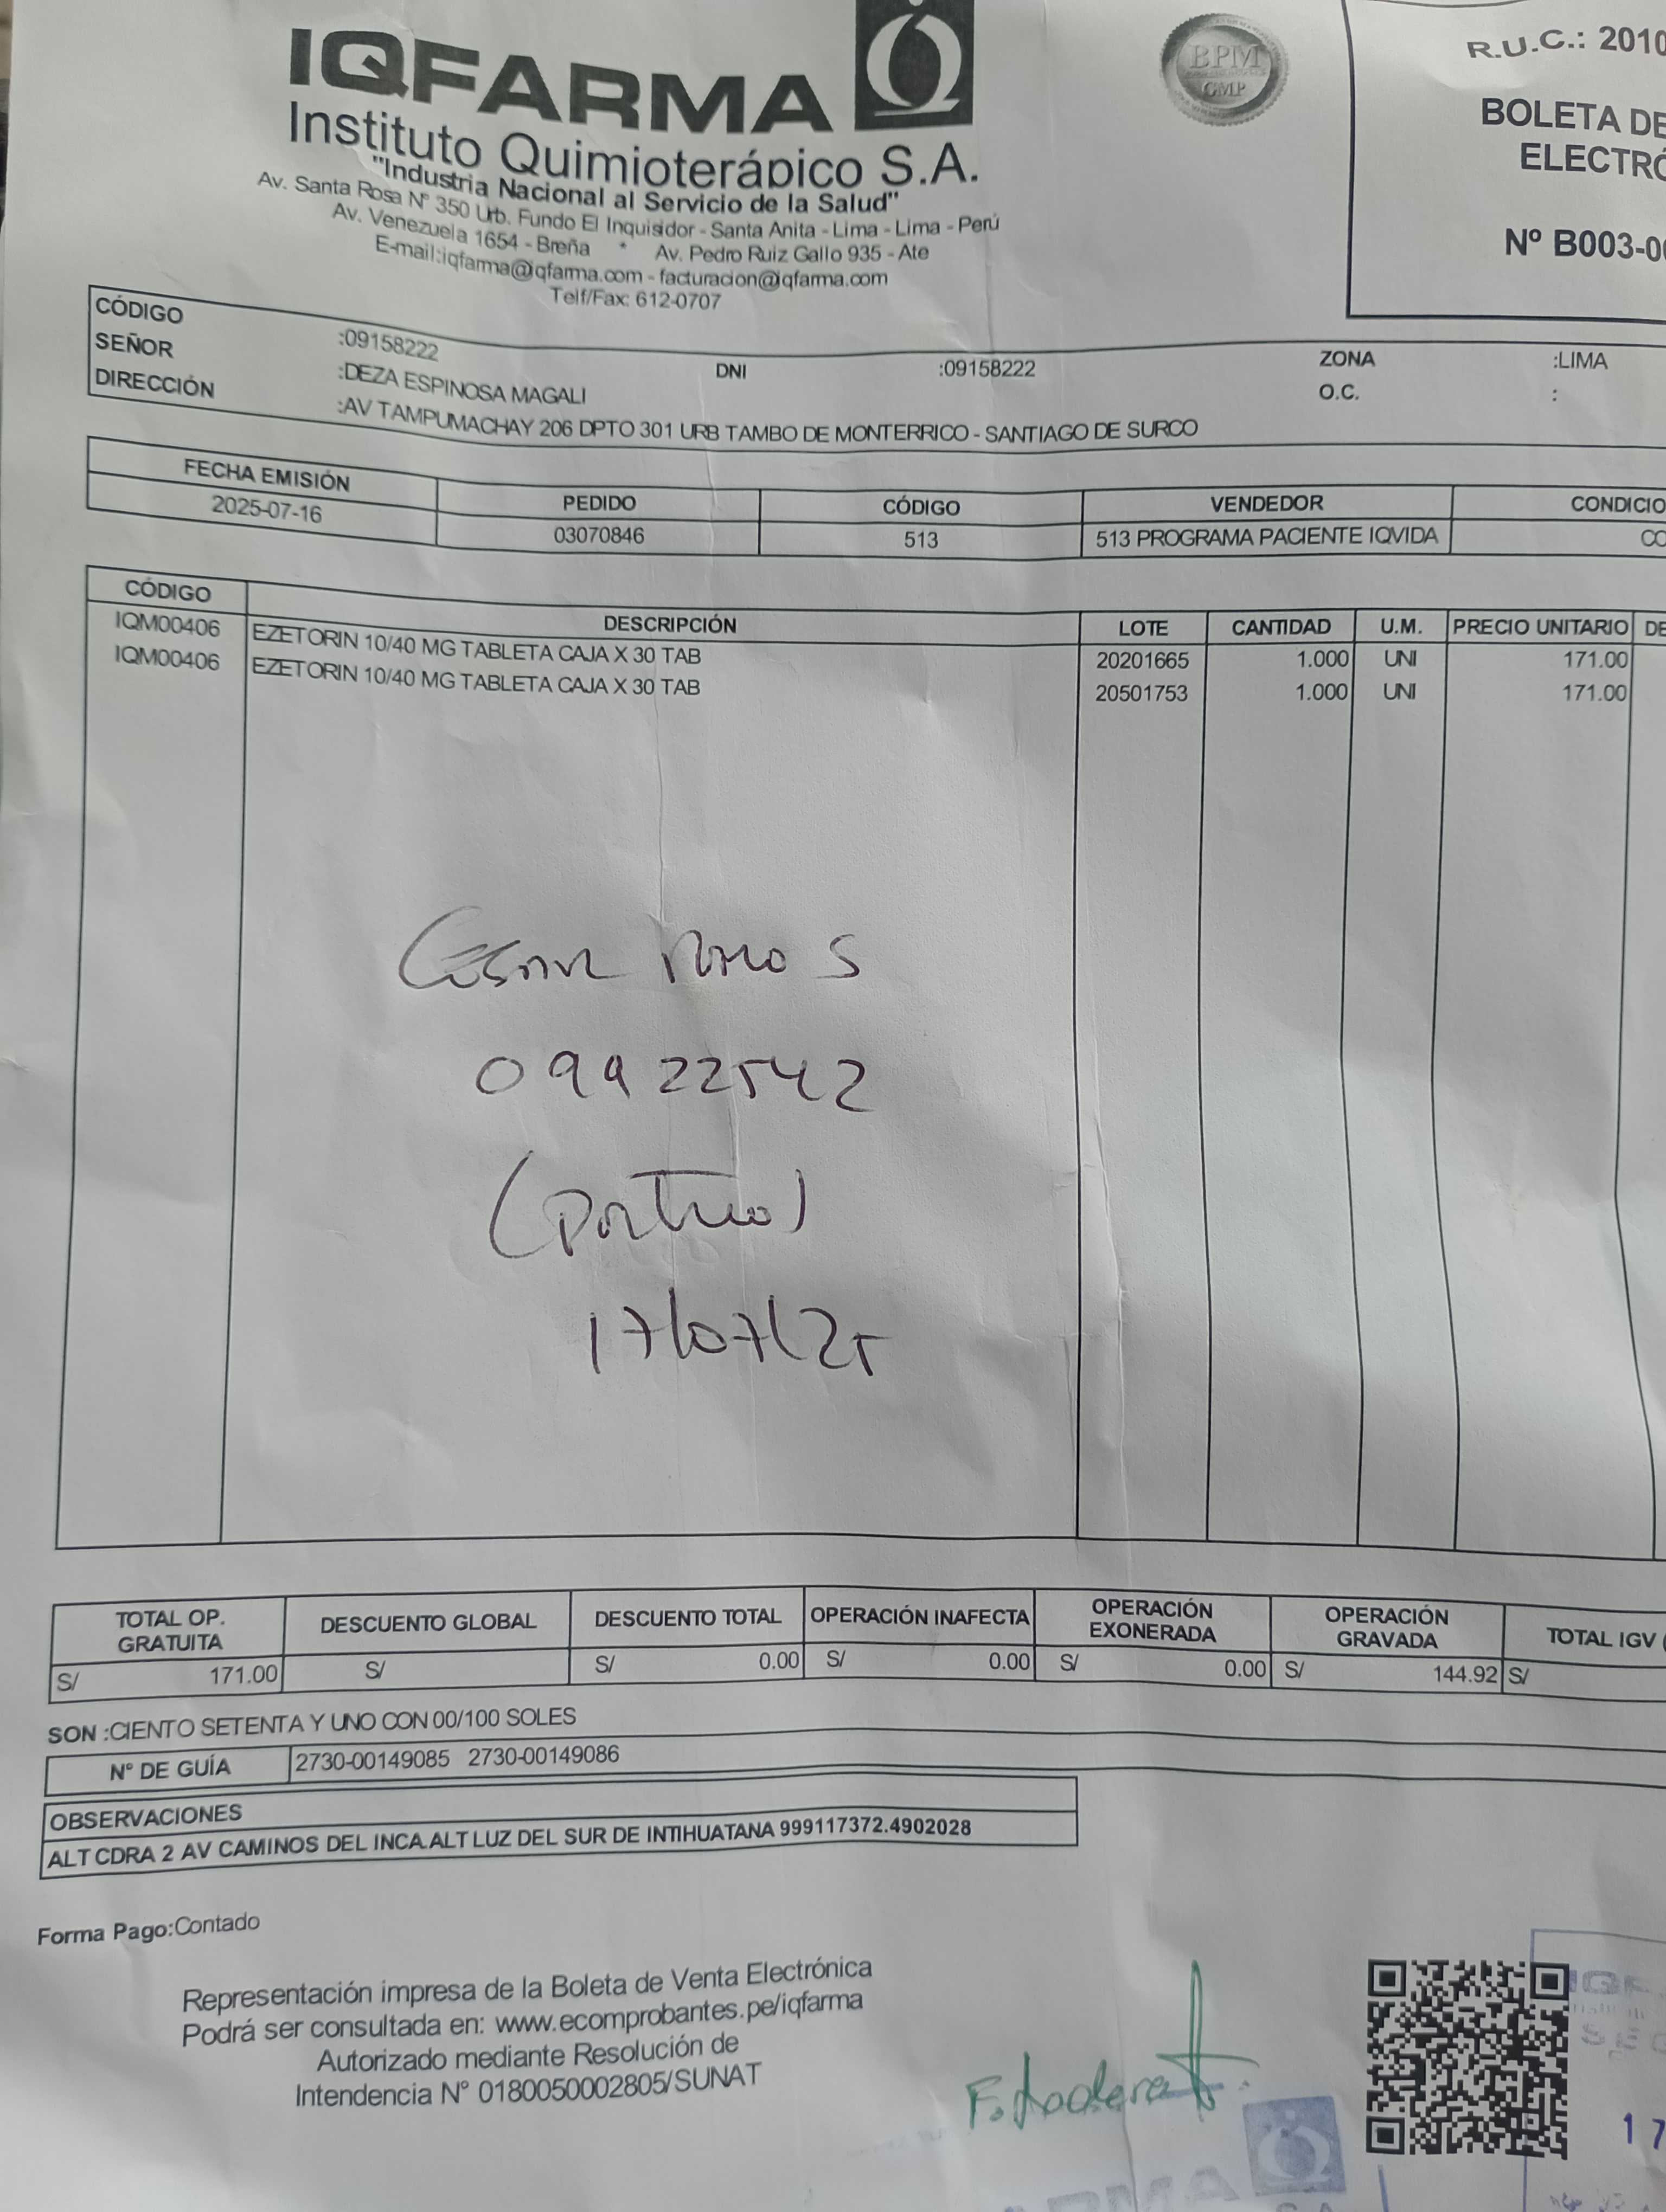 IQFARMA
Instituto Quimioterápico S.A.
"Industria Nacional al Servicio de la Salud"
Av. Santa Rosa N° 350 Urb. Fundo El Inquisidor - Santa Anita - Lima - Lima - Perú
Av. Venezuela 1654 - Breña * Av. Pedro Ruiz Gallo 935 - Ate
E-mail:iqfarma@iqfarma.com - facturacion@iqfarma.com
Telf/Fax: 612-0707
BPM
GMP
R.U.C.: 2010
BOLETA DE
ELECTRÓ
Nº B003-0
CÓDIGO :09158222
SEÑOR :DEZA ESPINOSA MAGALI DNI :09158222 ZONA :LIMA
DIRECCIÓN :AV TAMPUMACHAY 206 DPTO 301 URB TAMBO DE MONTERRICO - SANTIAGO DE SURCO O.C. :
FECHA EMISIÓN PEDIDO CÓDIGO VENDEDOR CONDICIO
2025-07-16 03070846 513 513 PROGRAMA PACIENTE IQVIDA CO
CÓDIGO DESCRIPCIÓN LOTE CANTIDAD U.M. PRECIO UNITARIO DE
IQM00406 EZETORIN 10/40 MG TABLETA CAJA X 30 TAB 20201665 1.000 UNI 171.00
IQM00406 EZETORIN 10/40 MG TABLETA CAJA X 30 TAB 20501753 1.000 UNI 171.00
09922542
17/07/25
TOTAL OP. GRATUITA DESCUENTO GLOBAL DESCUENTO TOTAL OPERACIÓN INAFECTA OPERACIÓN EXONERADA OPERACIÓN GRAVADA TOTAL IGV (
S/ 171.00 S/ S/ 0.00 S/ 0.00 S/ 0.00 S/ 144.92 S/
SON :CIENTO SETENTA Y UNO CON 00/100 SOLES
N° DE GUÍA 2730-00149085 2730-00149086
OBSERVACIONES
ALT CDRA 2 AV CAMINOS DEL INCA.ALT LUZ DEL SUR DE INTIHUATANA 999117372.4902028
Forma Pago:Contado
Representación impresa de la Boleta de Venta Electrónica
Podrá ser consultada en: www.ecomprobantes.pe/iqfarma
Autorizado mediante Resolución de
Intendencia N° 0180050002805/SUNAT
17